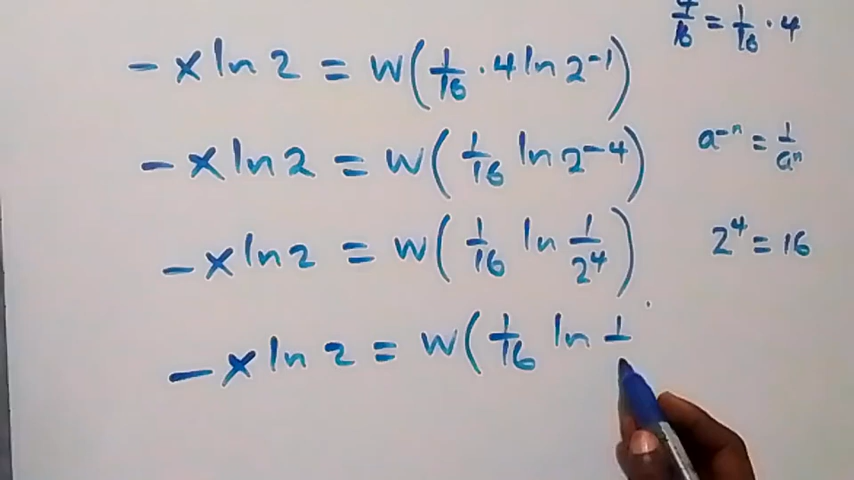 4/16 = 1/16 · 4
- x ln 2 = W(1/16 · 4 ln 2^-1)
a^-n = 1/a^n
- x ln 2 = W(1/16 ln 2^-4)
2^4 = 16
- x ln 2 = W(1/16 ln 1/2^4)
- x ln 2 = W(1/16 ln 1/